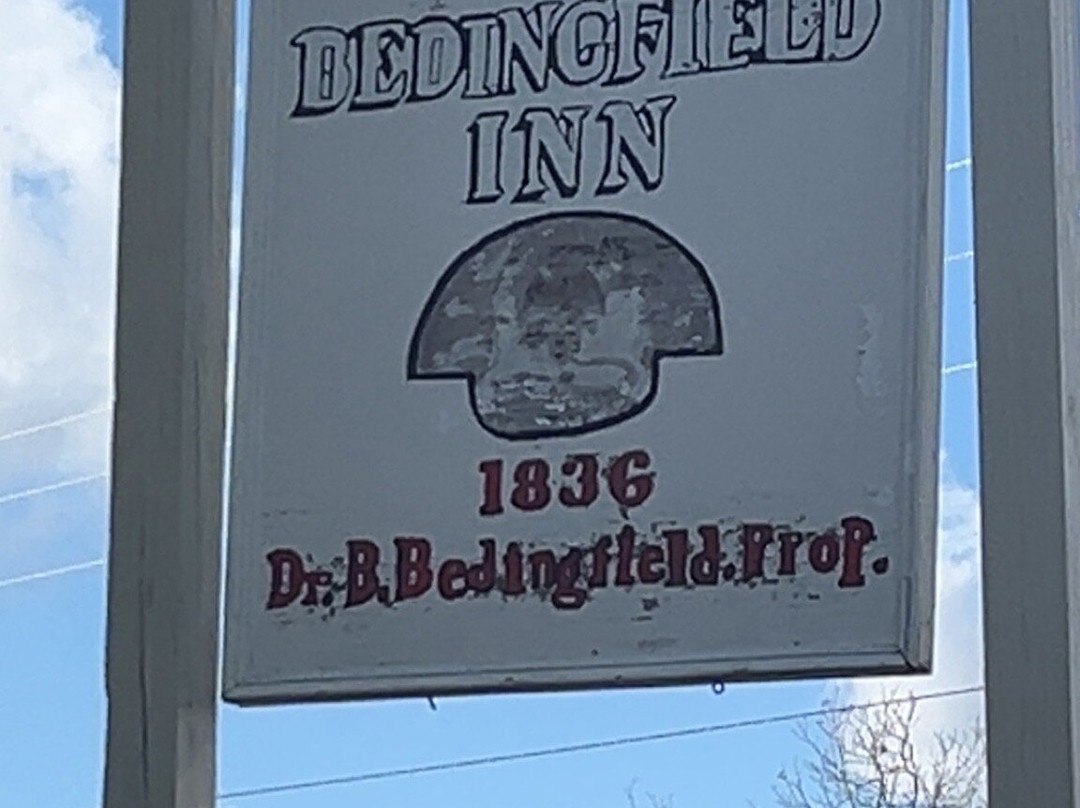 BEDINGFIELD
INN
1836
Dr. B. Bedingfield. Prop.